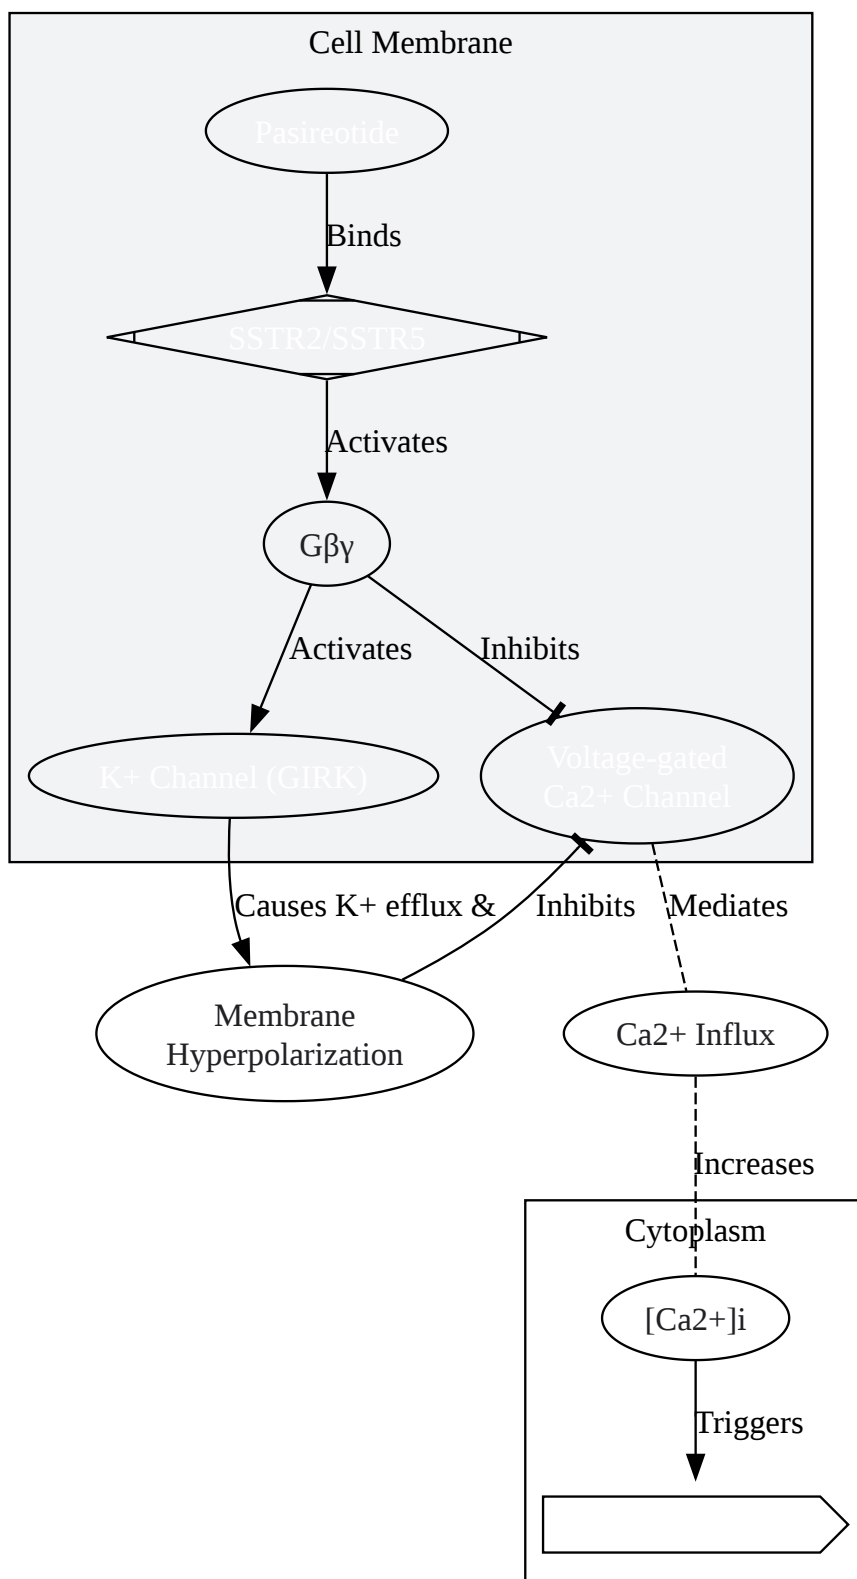 Cell Membrane
Pasireotide
Binds
SSTR2/SSTR5
Activates
Gβγ
Activates
Inhibits
K+ Channel (GIRK)
Voltage-gated
Ca2+ Channel
Causes K+ efflux &
Inhibits
Mediates
Membrane
Hyperpolarization
Ca2+ Influx
Increases
Cytoplasm
[Ca2+]i
Triggers